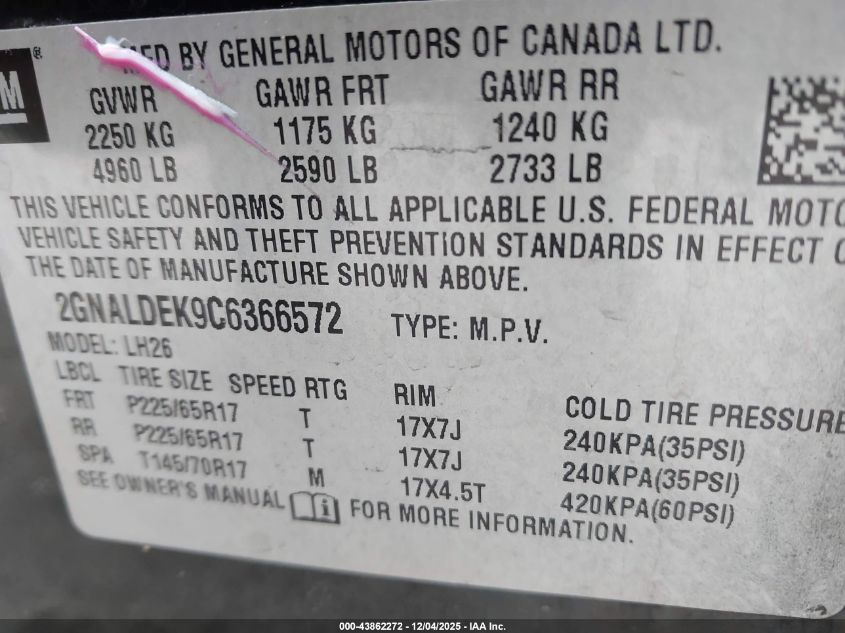 GM ®
MFD BY GENERAL MOTORS OF CANADA LTD.
GVWR GAWR FRT GAWR RR
2250 KG 1175 KG 1240 KG
4960 LB 2590 LB 2733 LB
THIS VEHICLE CONFORMS TO ALL APPLICABLE U.S. FEDERAL MOTO
VEHICLE SAFETY AND THEFT PREVENTION STANDARDS IN EFFECT O
THE DATE OF MANUFACTURE SHOWN ABOVE.
2GNALDEK9C6366572 TYPE: M.P.V.
MODEL: LH26
LBCL TIRE SIZE SPEED RTG RIM COLD TIRE PRESSURE
FRT P225/65R17 T 17X7J 240KPA(35PSI)
RR P225/65R17 T 17X7J 240KPA(35PSI)
SPA T145/70R17 M 17X4.5T 420KPA(60PSI)
SEE OWNER'S MANUAL i FOR MORE INFORMATION.
000-43862272 - 12/04/2025 - IAA Inc.